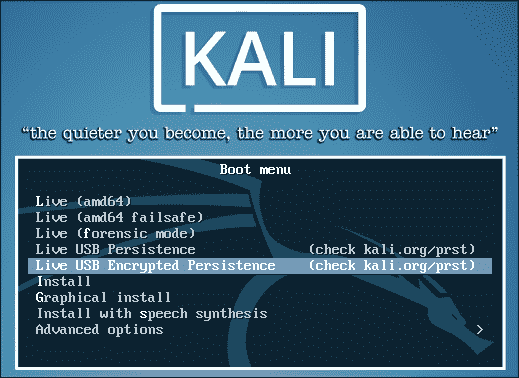 KALI
“the quieter you become, the more you are able to hear”
Boot menu
Live (amd64)
Live (amd64 failsafe)
Live (forensic mode)
Live USB Persistence (check kali.org/prst)
Live USB Encrypted Persistence (check kali.org/prst)
Install
Graphical install
Install with speech synthesis
Advanced options >